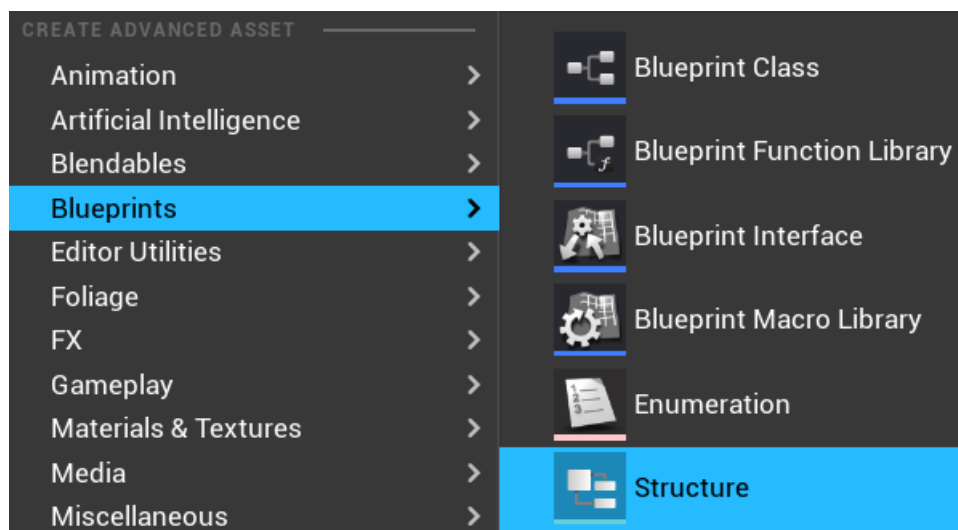 CREATE ADVANCED ASSET
Animation
Artificial Intelligence
Blendables
Blueprints
Editor Utilities
Foliage
FX
Gameplay
Materials & Textures
Media
Miscellaneous
Blueprint Class
Blueprint Function Library
Blueprint Interface
Blueprint Macro Library
Enumeration
Structure